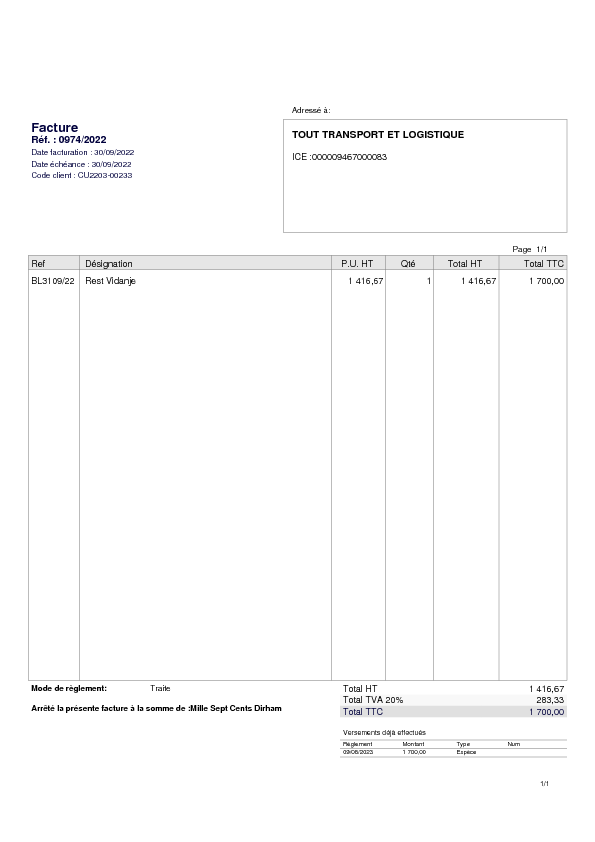 Adressé à:
Facture
Réf. : 0974/2022
Date facturation : 30/09/2022
Date échéance : 30/09/2022
Code client : CU2203-00233
TOUT TRANSPORT ET LOGISTIQUE
ICE :000009467000083
Page 1/1
Ref Désignation P.U. HT Qté Total HT Total TTC
BL3109/22 Rest Vidanje 1 416,67 1 1 416,67 1 700,00
Mode de règlement: Traite
Arrêté la présente facture à la somme de :Mille Sept Cents Dirham
Total HT 1 416,67
Total TVA 20% 283,33
Total TTC 1 700,00
Versements déjà effectués
Règlement Montant Type Num
09/08/2023 1 700,00 Espèce
1/1